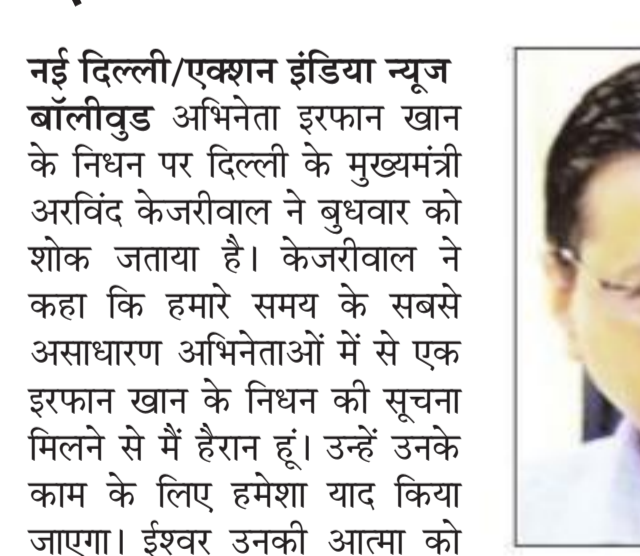 नई दिल्ली/एक्शन इंडिया न्यूज
बॉलीवुड अभिनेता इरफान खान
के निधन पर दिल्ली के मुख्यमंत्री
अरविंद केजरीवाल ने बुधवार को
शोक जताया है। केजरीवाल ने
कहा कि हमारे समय के सबसे
असाधारण अभिनेताओं में से एक
इरफान खान के निधन की सूचना
मिलने से मैं हैरान हूं। उन्हें उनके
काम के लिए हमेशा याद किया
जाएगा। ईश्वर उनकी आत्मा को